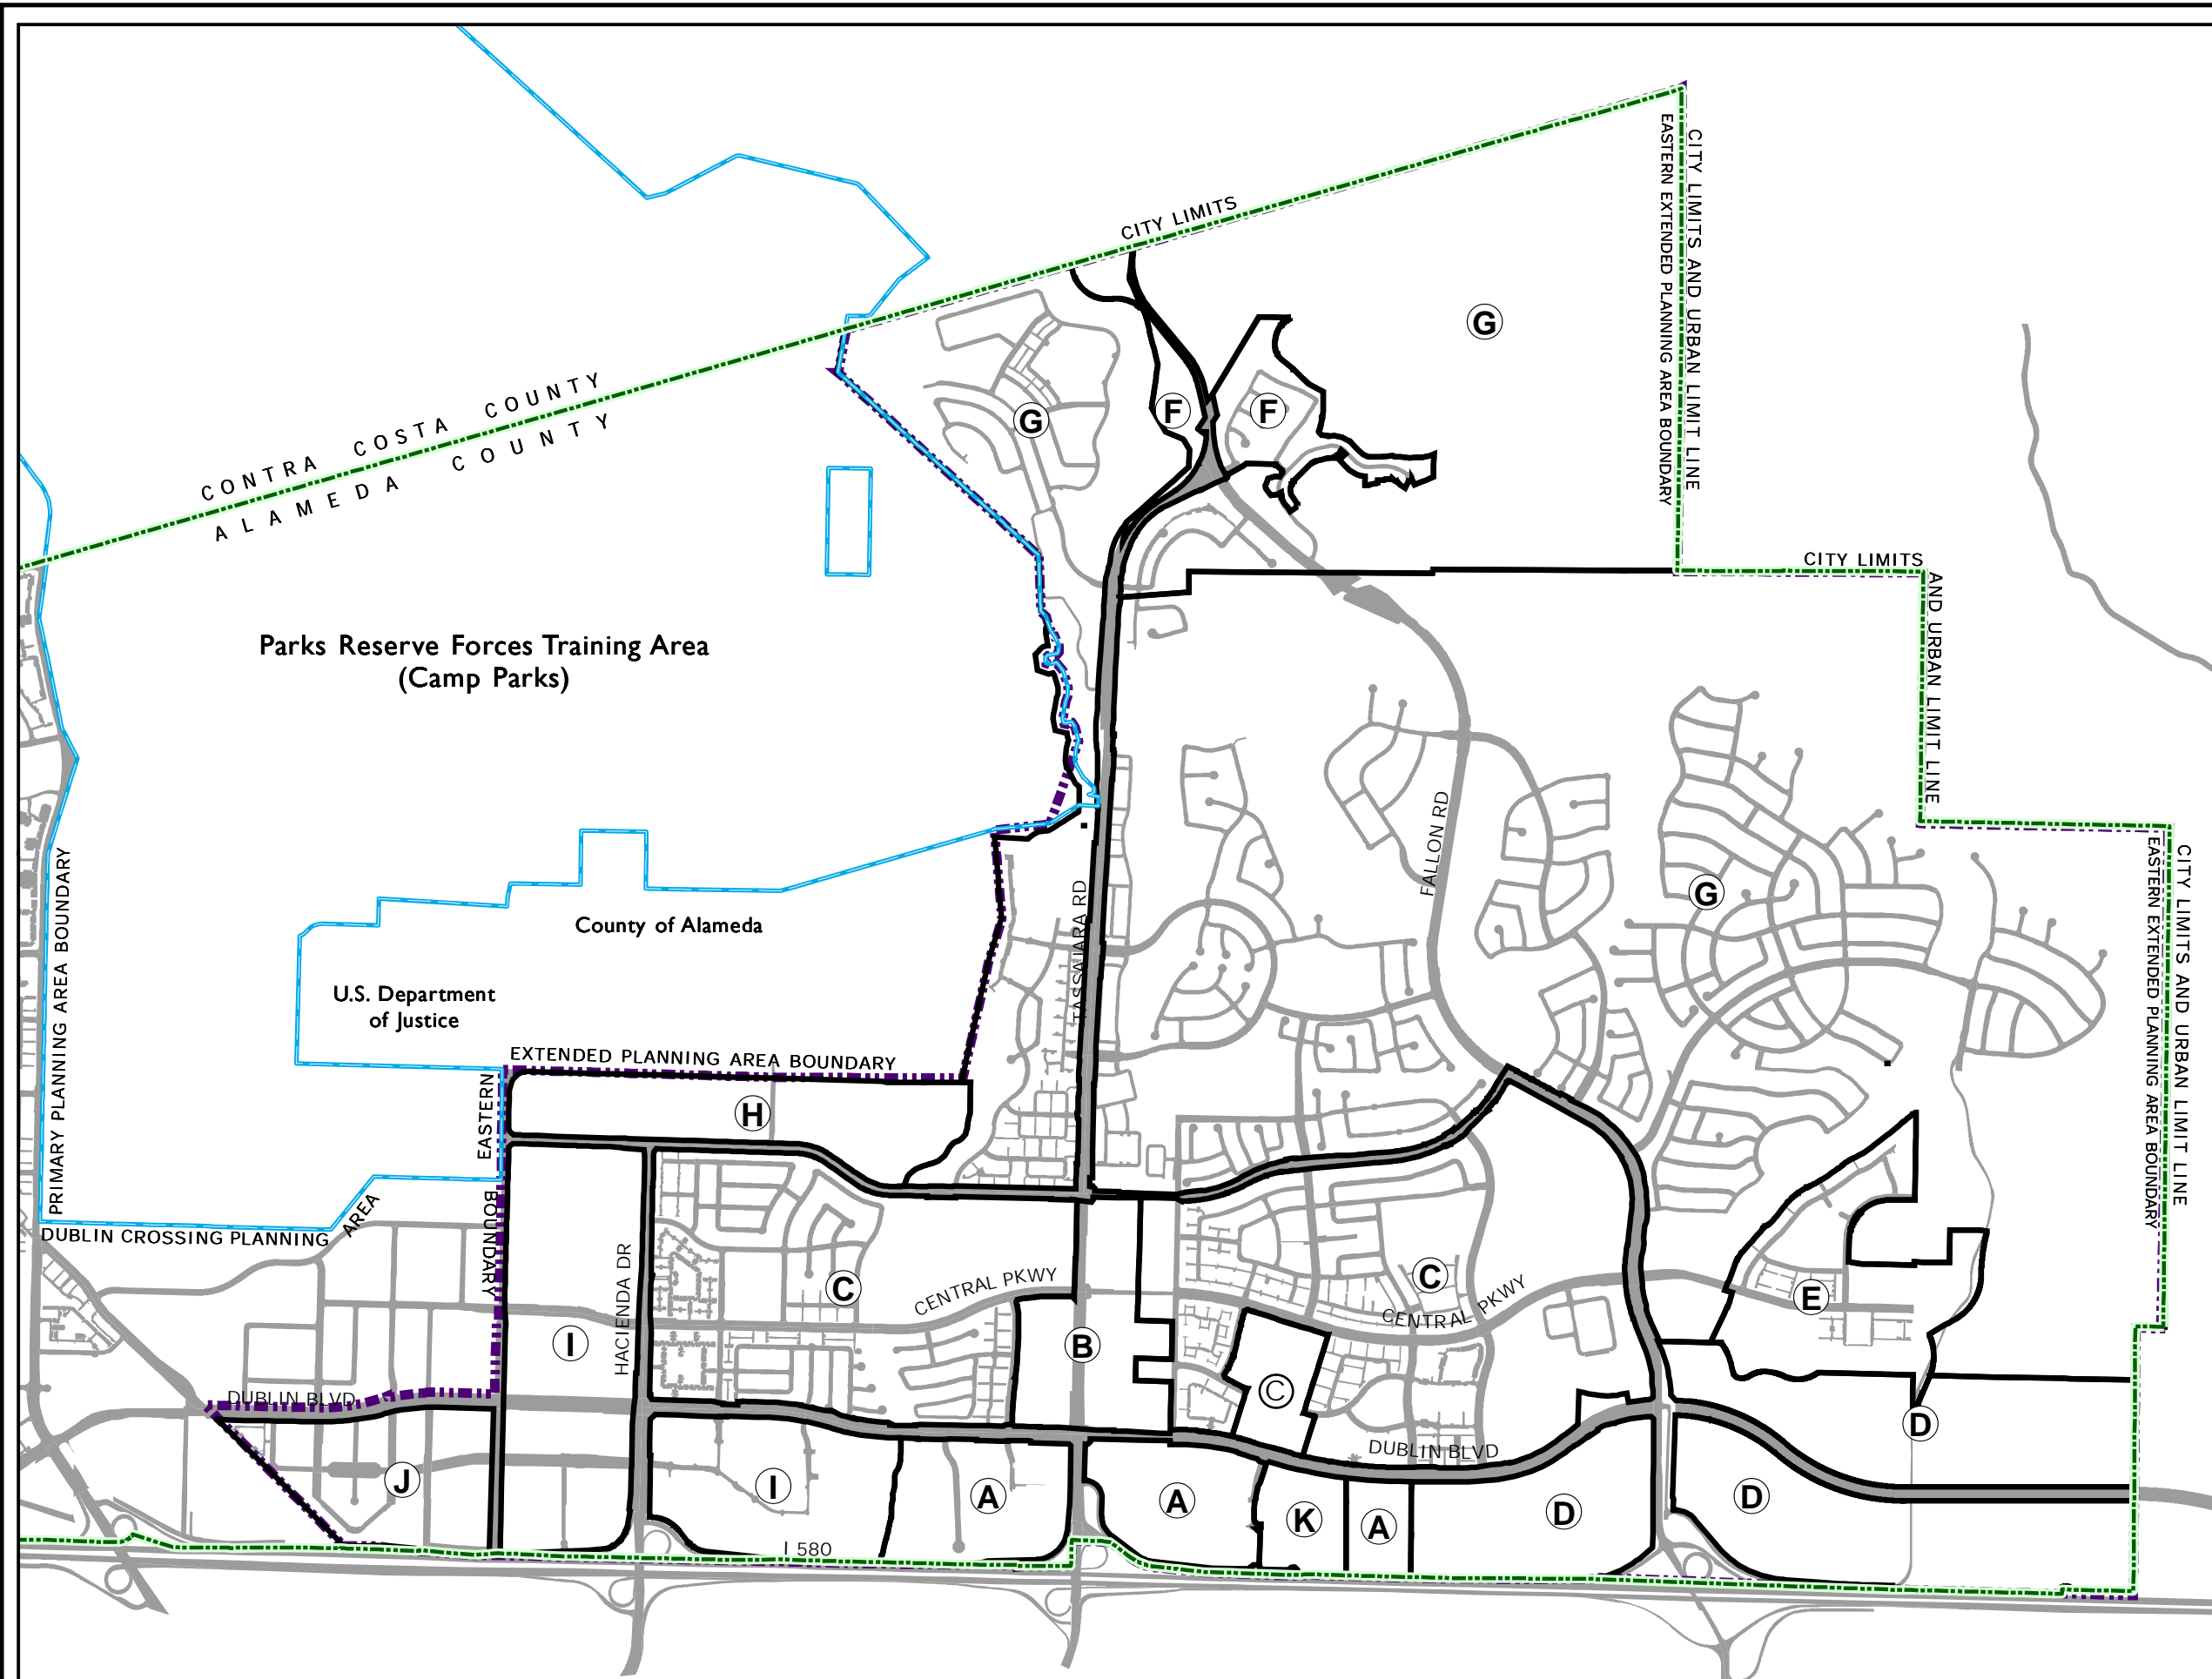 CITY LIMITS
CITY LIMITS AND URBAN LIMIT LINE
EASTERN EXTENDED PLANNING AREA BOUNDARY
G
CONTRA COSTA COUNTY
ALAMEDA COUNTY
G
F
F
CITY LIMITS
AND URBAN LIMIT LINE
Parks Reserve Forces Training Area
(Camp Parks)
FALLON RD
G
CITY LIMITS AND URBAN LIMIT LINE
EASTERN EXTENDED PLANNING AREA BOUNDARY
PRIMARY PLANNING AREA BOUNDARY
County of Alameda
TASSAJARA RD
U.S. Department
of Justice
EXTENDED PLANNING AREA BOUNDARY
EASTERN
BOUNDARY
H
DUBLIN CROSSING PLANNING AREA
HACIENDA DR
C
CENTRAL PKWY
C
CENTRAL PKWY
E
I
B
C
DUBLIN BLVD
D
DUBLIN BLVD
J
I
A
A
K
A
D
D
I 580